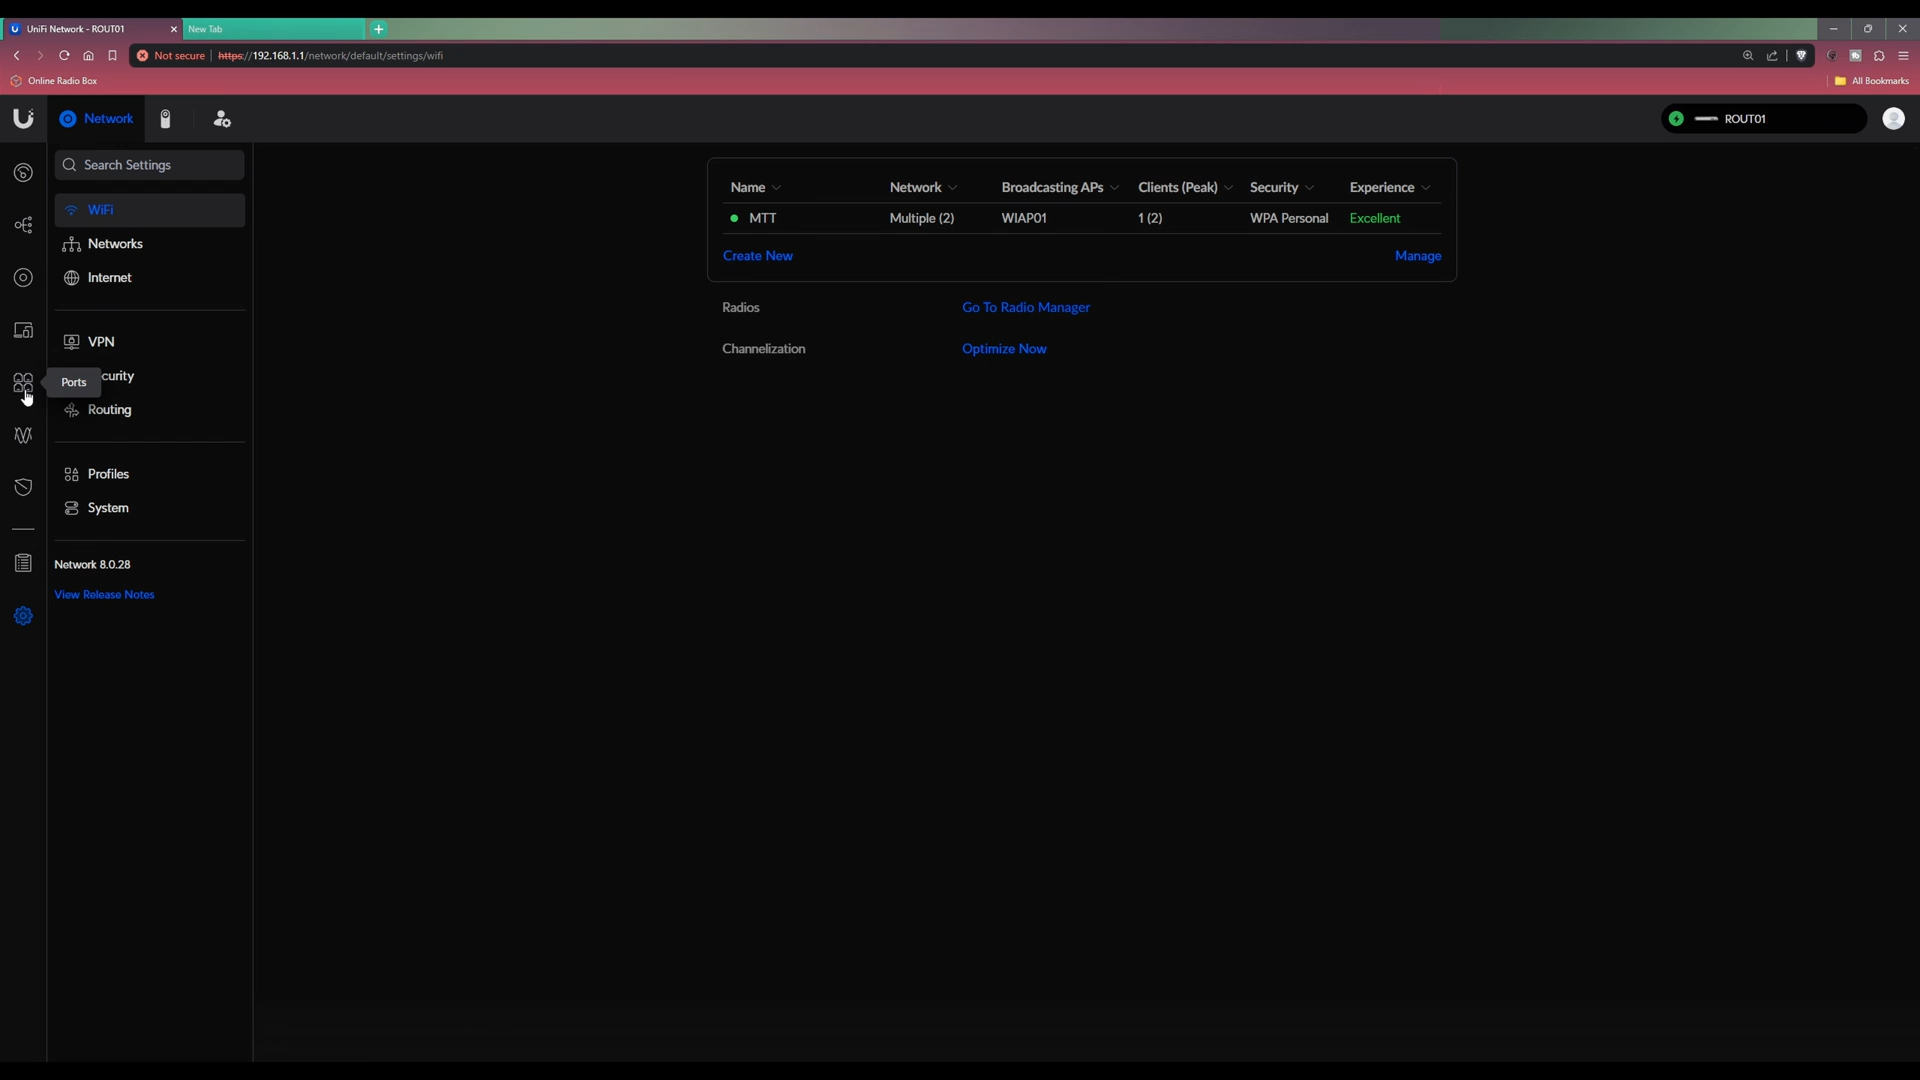 UniFi Network - ROUT01
New Tab
Not secure https://192.168.1.1/network/default/settings/wifi
Online Radio Box
All Bookmarks
Network
ROUT01
Search Settings
WiFi
Networks
Internet
VPN
Ports
curity
Routing
Profiles
System
Network 8.0.28
View Release Notes
Name Network Broadcasting APs Clients (Peak) Security Experience
MTT Multiple (2) WIAP01 1 (2) WPA Personal Excellent
Create New Manage
Radios Go To Radio Manager
Channelization Optimize Now